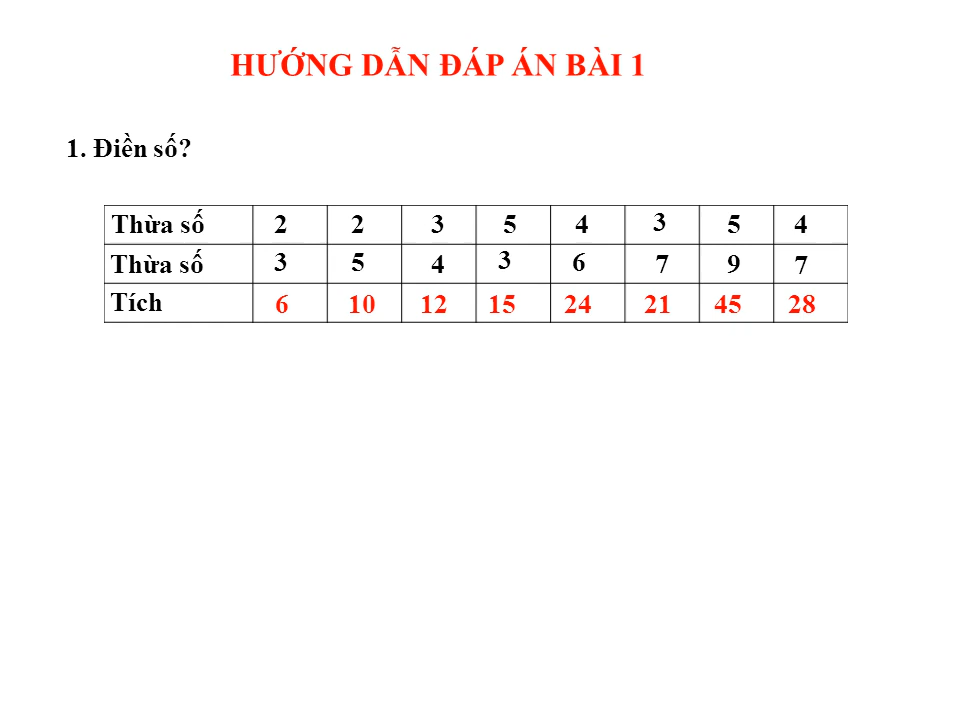 HƯỚNG DẪN ĐÁP ÁN BÀI 1
1. Điền số?
Thừa số 2 2 3 5 4 3 5 4
Thừa số 3 5 4 3 6 7 9 7
Tích 6 10 12 15 24 21 45 28